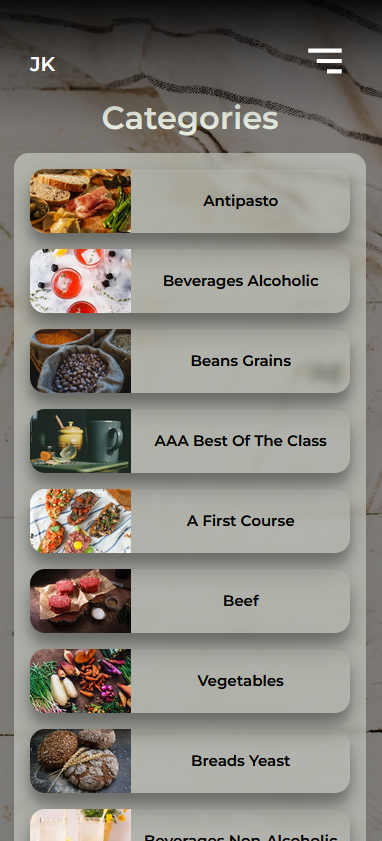 JK
Categories
Antipasto
Beverages Alcoholic
Beans Grains
AAA Best Of The Class
A First Course
Beef
Vegetables
Breads Yeast
Beverages Non-Alcoholic